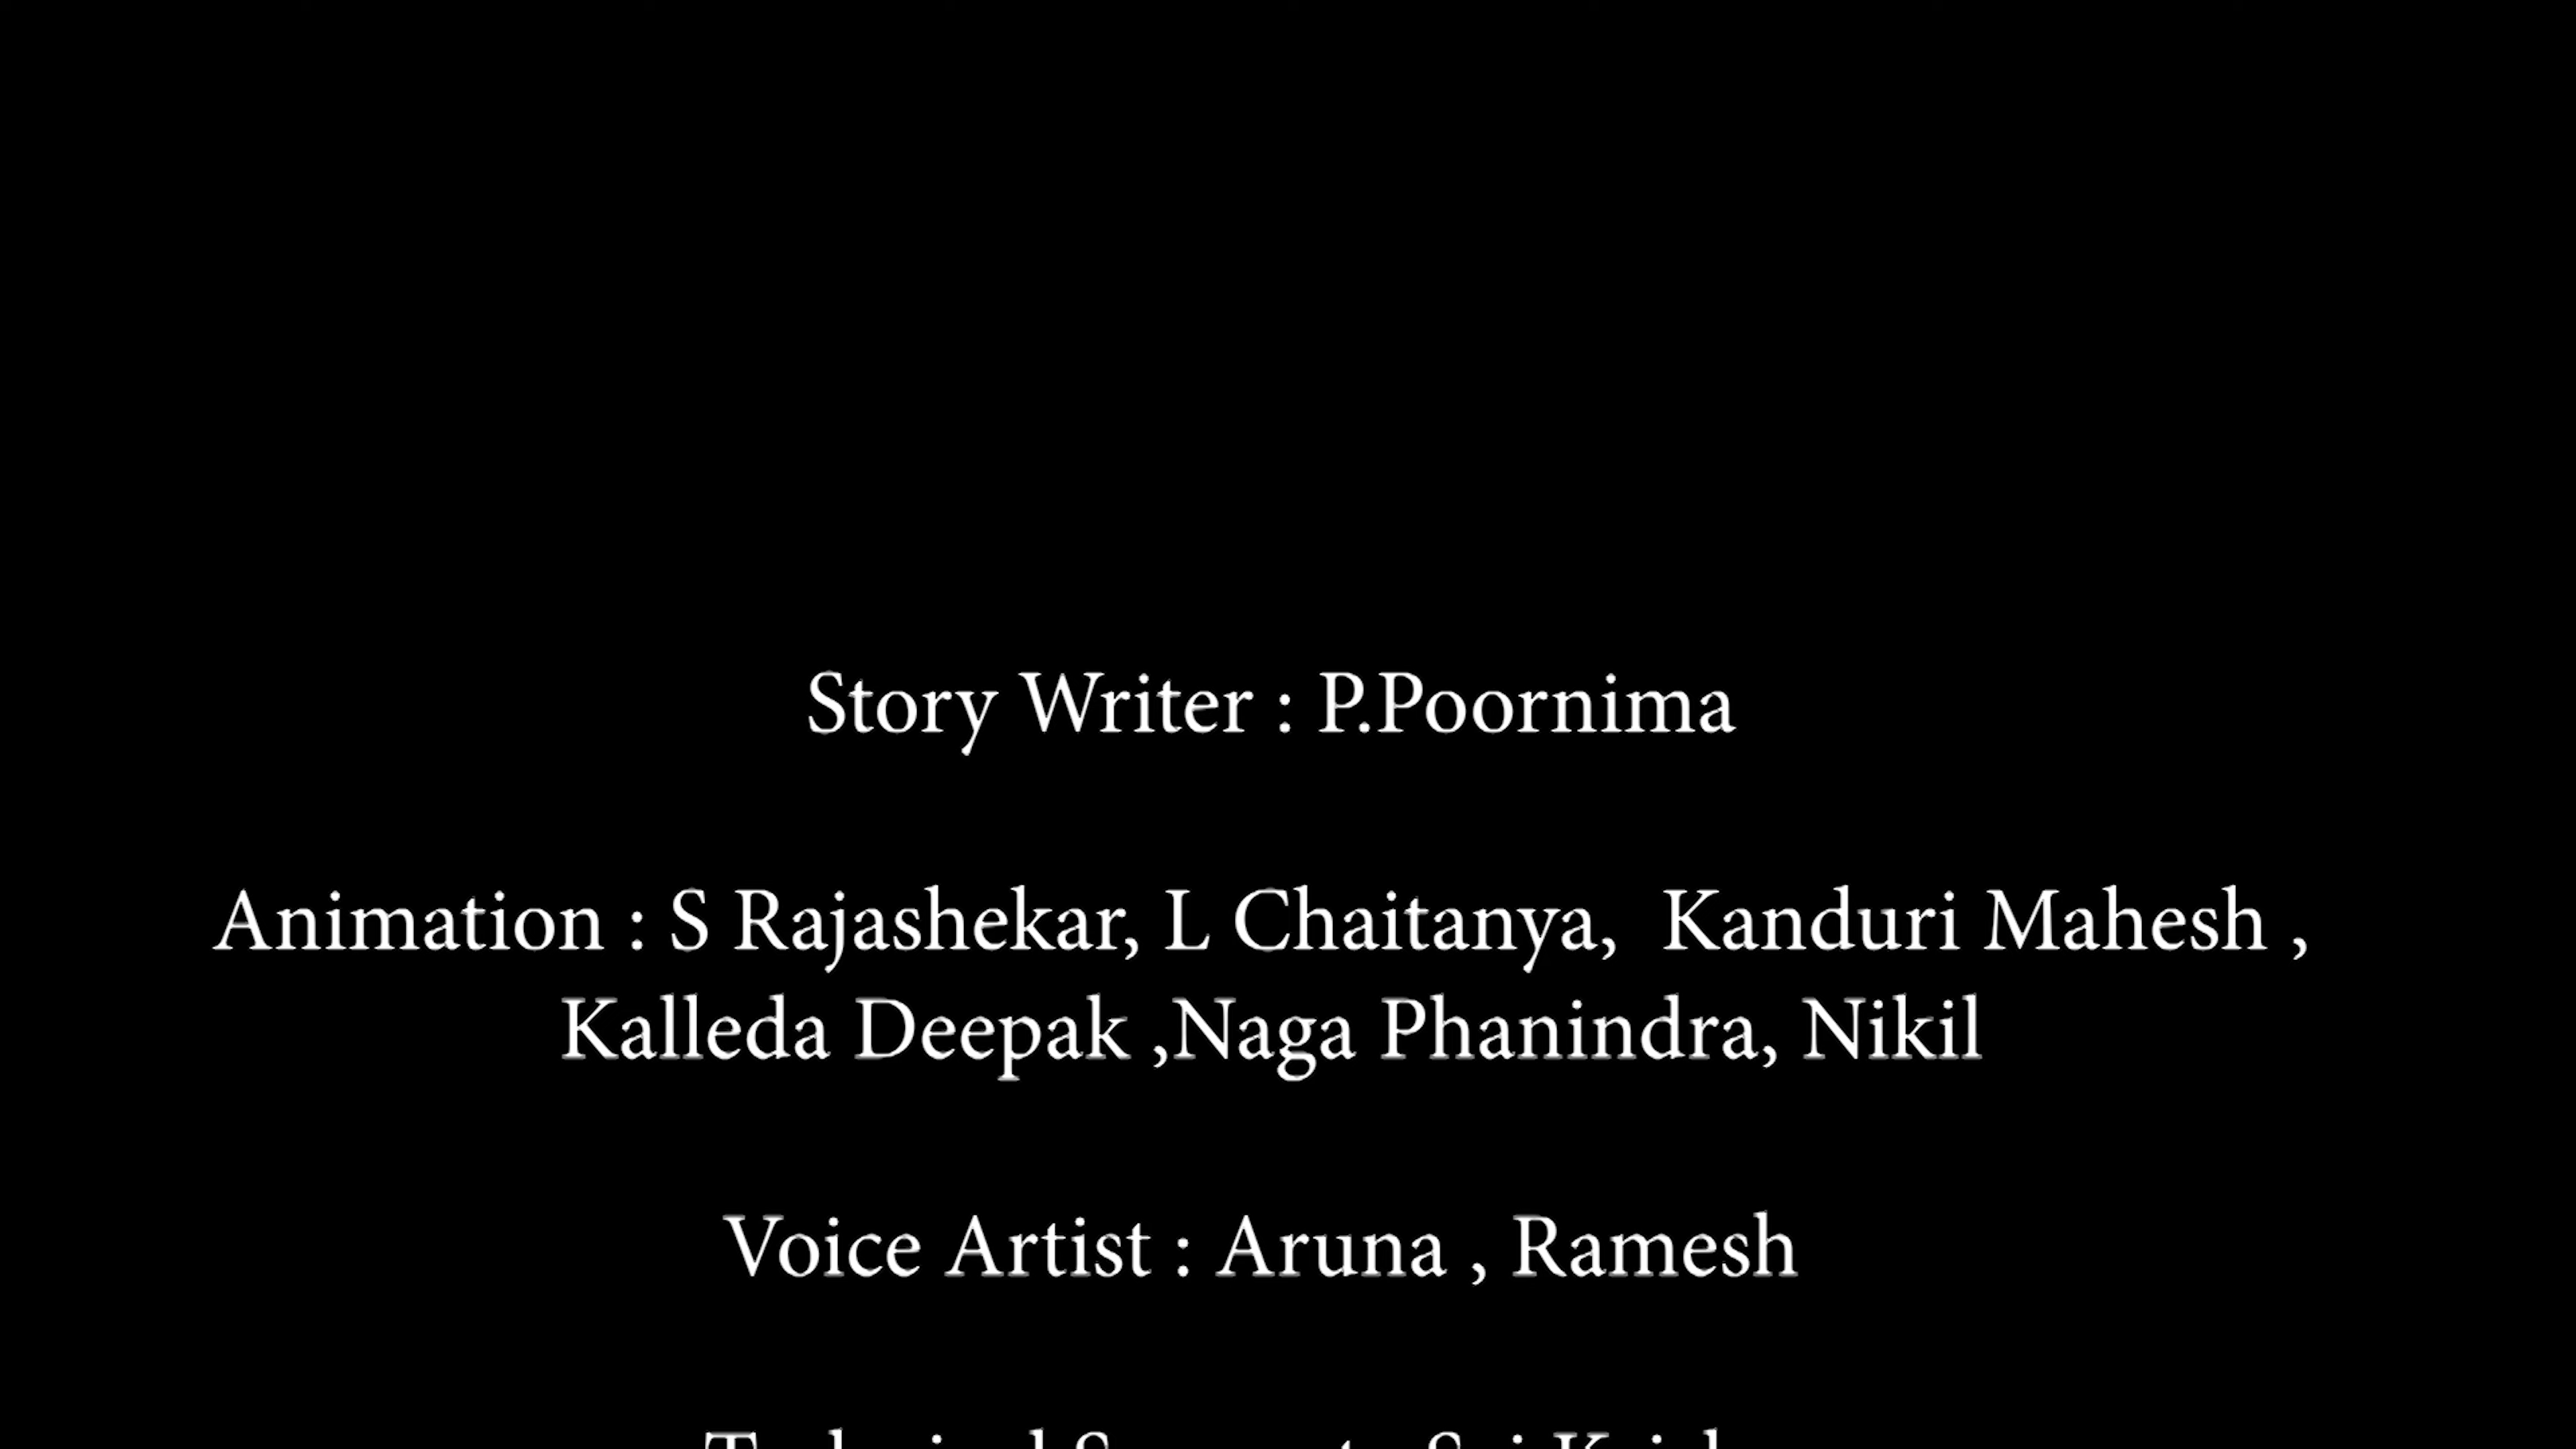 Story Writer : P.Poornima
Animation : S Rajashekar, L Chaitanya,  Kanduri Mahesh ,
Kalleda Deepak ,Naga Phanindra, Nikil
Voice Artist : Aruna , Ramesh